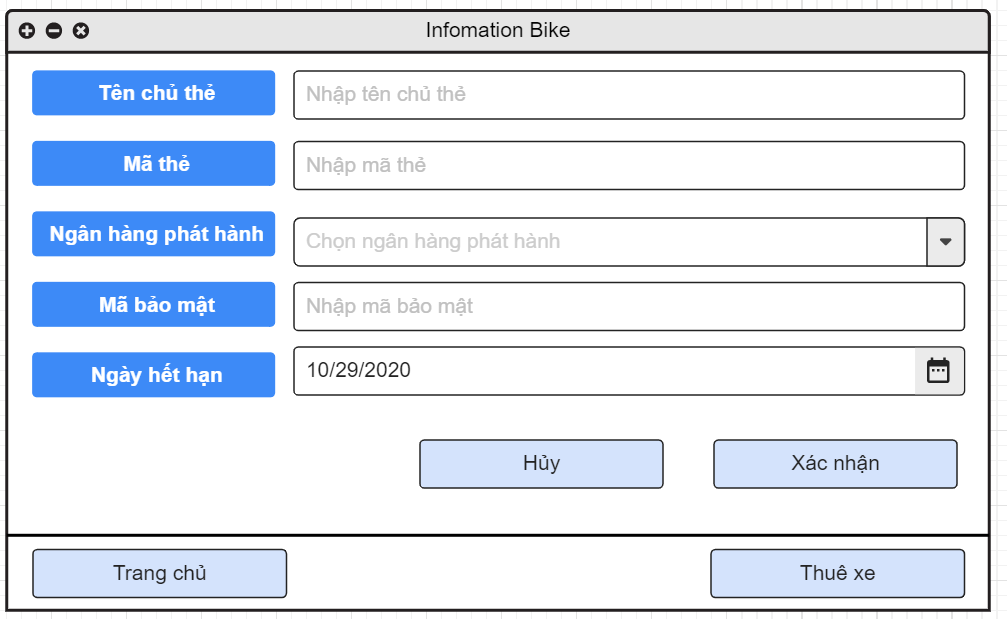 Infomation Bike
Tên chủ thẻ
Nhập tên chủ thẻ
Mã thẻ
Nhập mã thẻ
Ngân hàng phát hành
Chọn ngân hàng phát hành
Mã bảo mật
Nhập mã bảo mật
Ngày hết hạn
10/29/2020
Hủy
Xác nhận
Trang chủ
Thuê xe